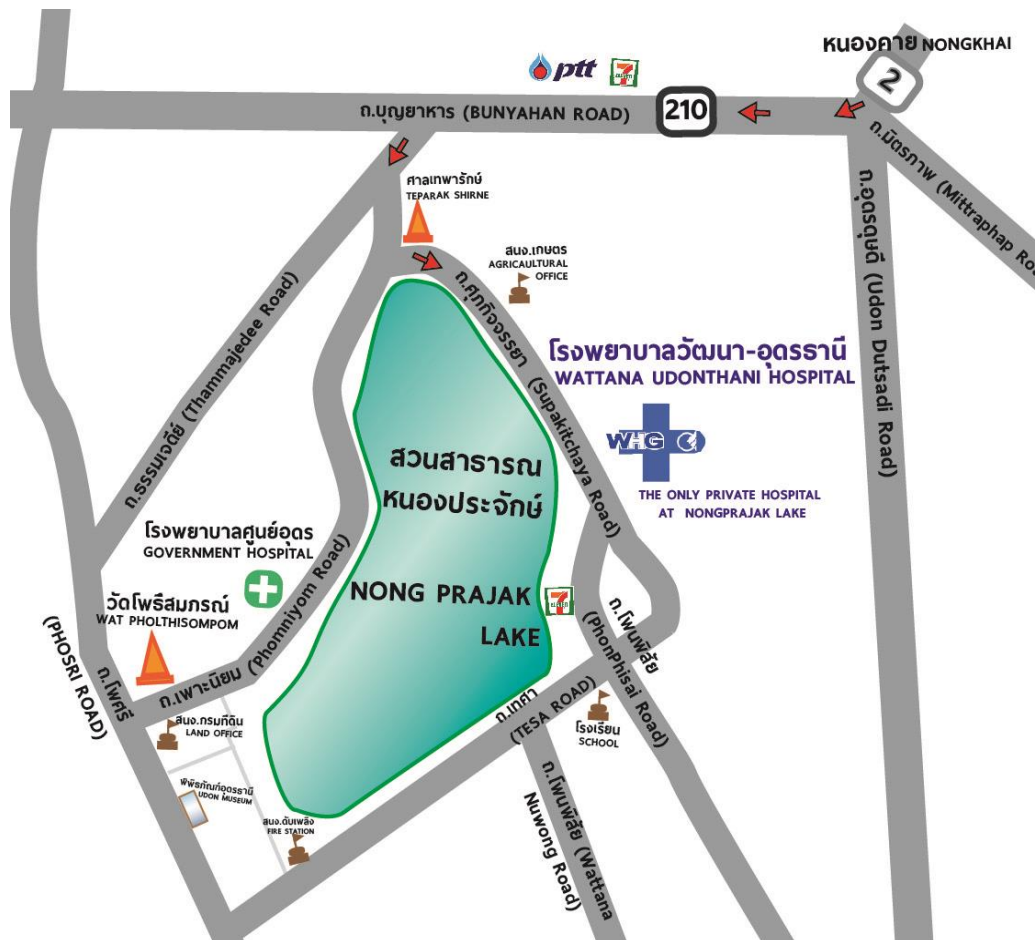 หนองคาย NONGKHAI
2
ptt
7
ถ.บุญยาหาร (BUNYAHAN ROAD)
210
ถ.มิตรภาพ (Mittraphap Roa
ถ.อุดรดุษดี (Udon Dutsadi Road)
ศาลเทพารักษ์
TEPARAK SHIRNE
สนง.เกษตร
AGRICAULTURAL
OFFICE
ถ.ศุภกิจจรรยา (Supakitchaya Road)
ถ.ธรรมเจดีย์ (Thammajedee Road)
โรงพยาบาลวัฒนา-อุดรธานี
WATTANA UDONTHANI HOSPITAL
WHG
THE ONLY PRIVATE HOSPITAL
AT NONGPRAJAK LAKE
สวนสาธารณ
หนองประจักษ์
NONG PRAJAK
LAKE
โรงพยาบาลศูนย์อุดร
GOVERNMENT HOSPITAL
วัดโพธิสมภรณ์
WAT PHOLTHISOMPOM
ถ.เพาะนิยม (Phomniyom Road)
ถ.โพศรี
(PHOSRI ROAD)
7
ถ.โพนพิสัย
(PhonPhisai Road)
ถ.เทศา
(TESA ROAD)
โรงเรียน
SCHOOL
สนง.กรมที่ดิน
LAND OFFICE
พิพิธภัณฑ์อุดรธานี
UDON MUSEUM
สนง.ดับเพลิง
FIRE STATION
ถ.โพนพิสัย (Wattana
Nuwong Road)